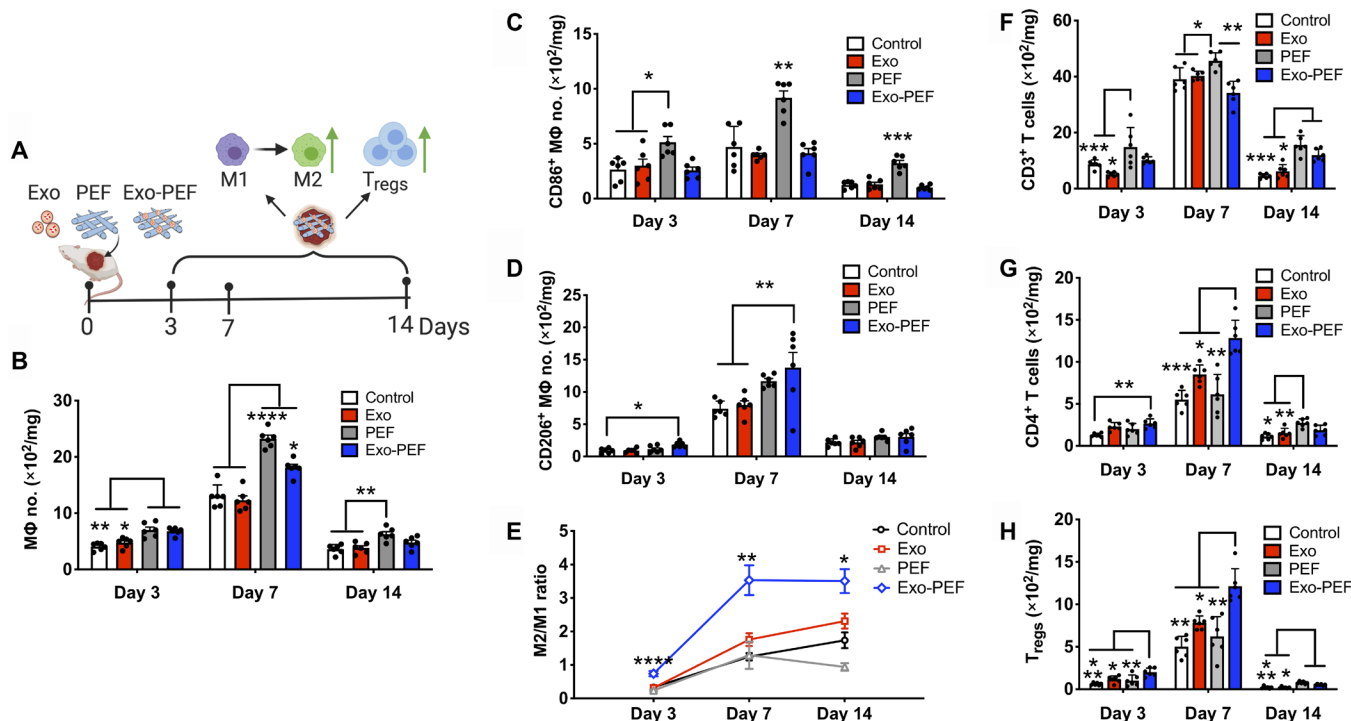 A
Exo PEF Exo-PEF
M1 M2 Tregs
0 3 7 14 Days
B
MΦ no. (×10²/mg)
30
20
10
0
Control
Exo
PEF
Exo-PEF
** *
****
*
**
Day 3 Day 7 Day 14
C
CD86⁺ MΦ no. (×10²/mg)
15
10
5
0
Control
Exo
PEF
Exo-PEF
*
**
***
Day 3 Day 7 Day 14
D
CD206⁺ MΦ no. (×10²/mg)
25
20
15
10
5
0
Control
Exo
PEF
Exo-PEF
*
**
Day 3 Day 7 Day 14
E
M2/M1 ratio
5
4
3
2
1
0
Control
Exo
PEF
Exo-PEF
****
**
*
Day 3 Day 7 Day 14
F
CD3⁺ T cells (×10²/mg)
60
40
20
0
Control
Exo
PEF
Exo-PEF
*** *
* **
*** *
Day 3 Day 7 Day 14
G
CD4⁺ T cells (×10²/mg)
20
15
10
5
0
Control
Exo
PEF
Exo-PEF
**
*** * **
* **
Day 3 Day 7 Day 14
H
Tregs (×10²/mg)
20
15
10
5
0
Control
Exo
PEF
Exo-PEF
* ** * **
** * **
* ** *
Day 3 Day 7 Day 14